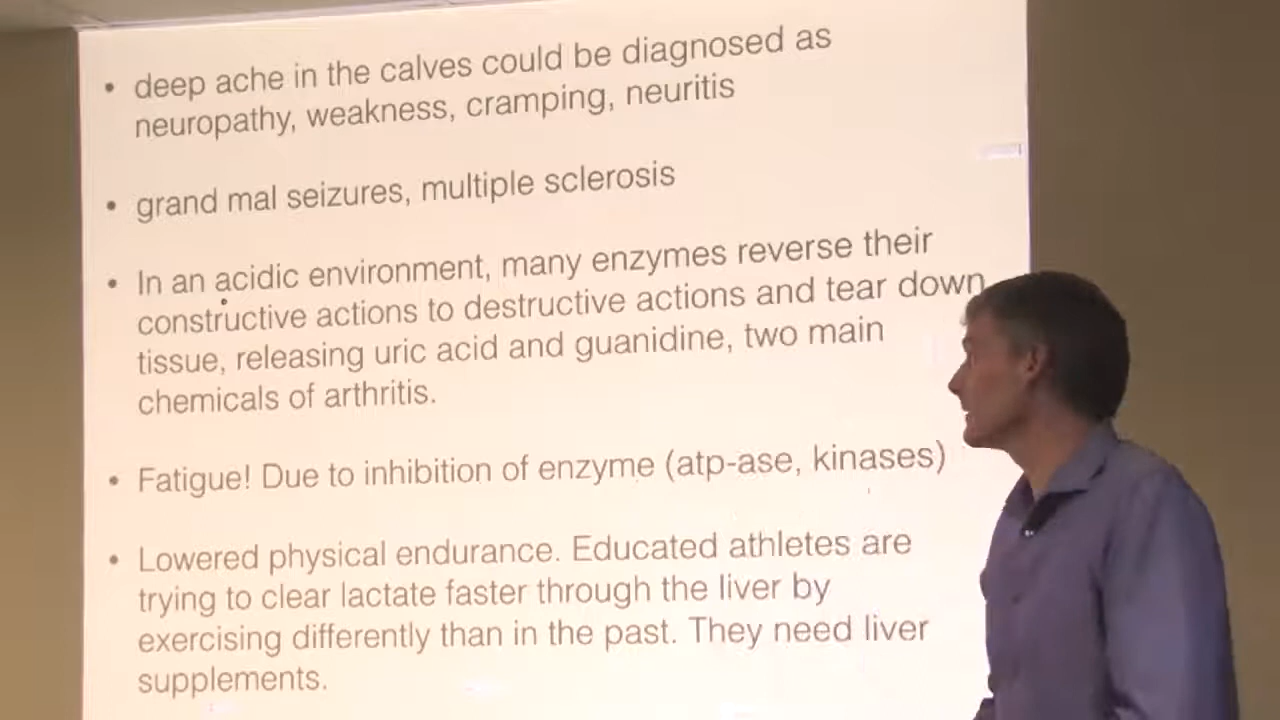 • deep ache in the calves could be diagnosed as
neuropathy, weakness, cramping, neuritis
• grand mal seizures, multiple sclerosis
• In an acidic environment, many enzymes reverse their
constructive actions to destructive actions and tear down
tissue, releasing uric acid and guanidine, two main
chemicals of arthritis.
• Fatigue! Due to inhibition of enzyme (atp-ase, kinases)
• Lowered physical endurance. Educated athletes are
trying to clear lactate faster through the liver by
exercising differently than in the past. They need liver
supplements.